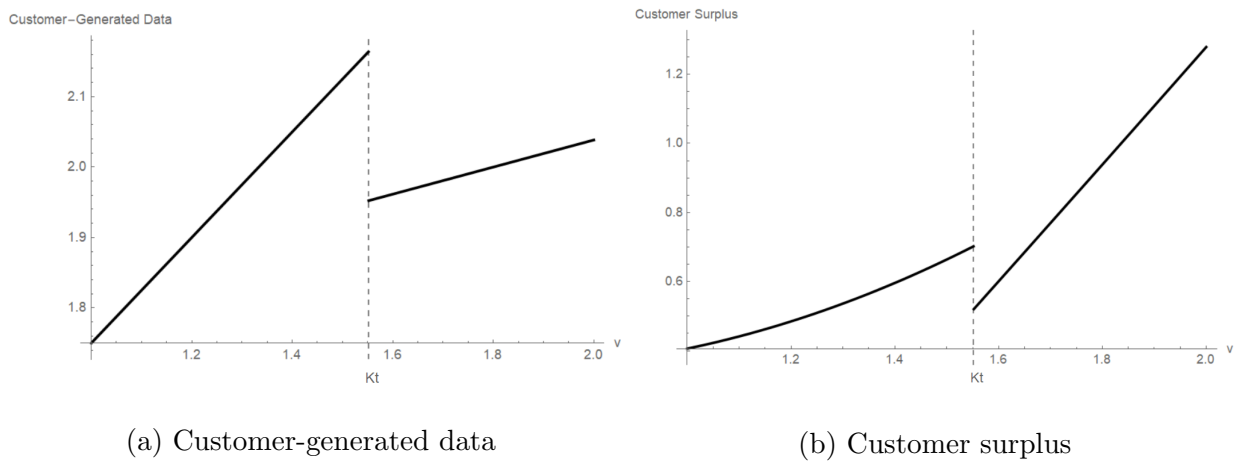 Customer-Generated Data
2.1
2.0
1.9
1.8
1.2
1.4
1.6
1.8
2.0
v
Kt
(a) Customer-generated data
Customer Surplus
1.2
1.0
0.8
0.6
1.2
1.4
1.6
1.8
2.0
v
Kt
(b) Customer surplus